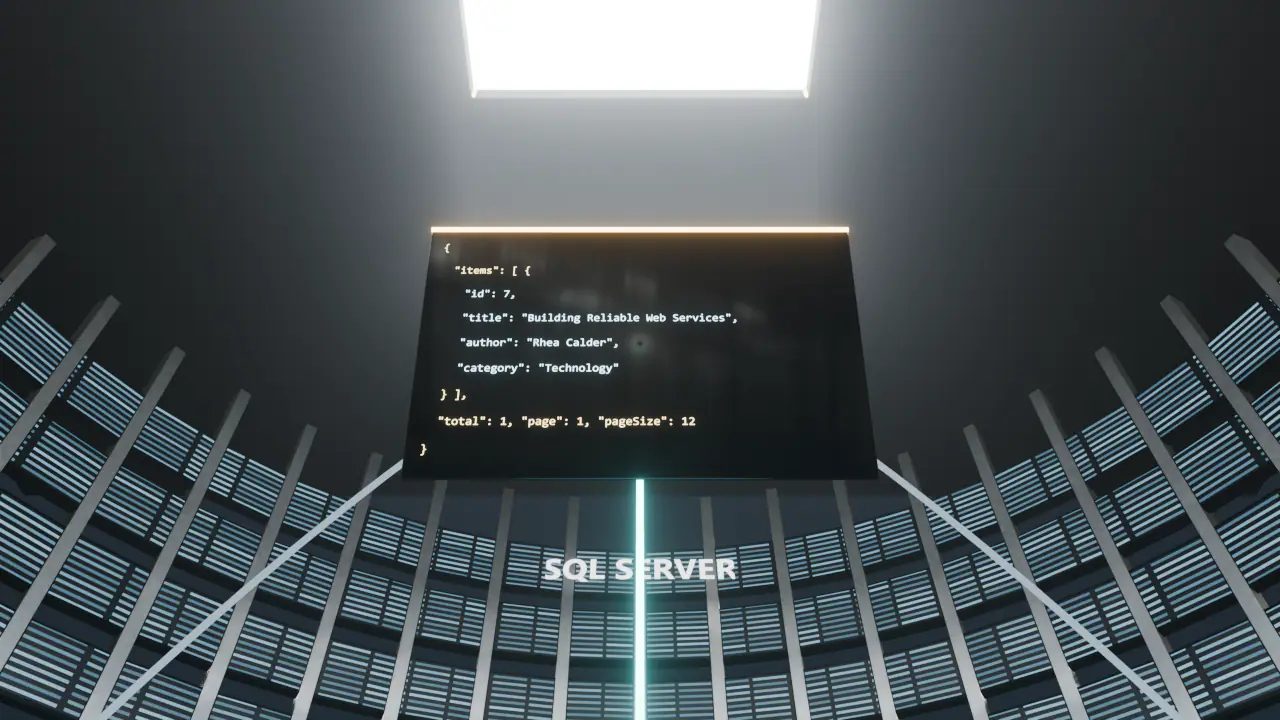 {
"items": [ {
"id": 7,
"title": "Building Reliable Web Services",
"author": "Rhea Calder",
"category": "Technology"
} ],
"total": 1, "page": 1, "pageSize": 12
}
SQL SERVER